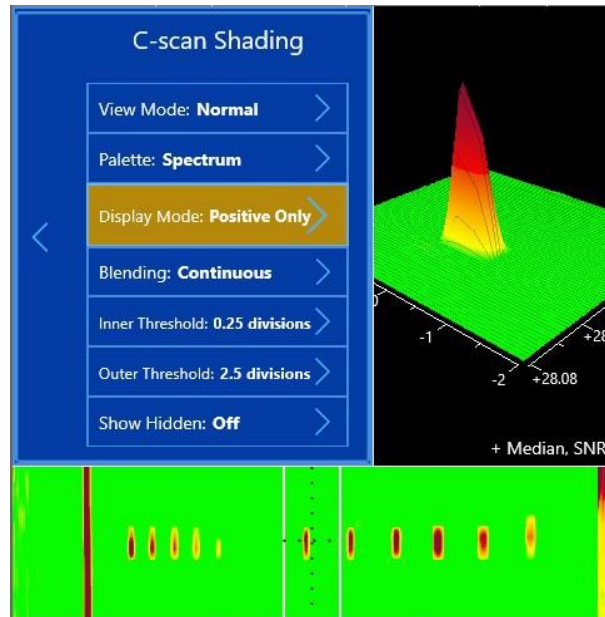 C-scan Shading
View Mode: Normal
Palette: Spectrum
Display Mode: Positive Only
Blending: Continuous
Inner Threshold: 0.25 divisions
Outer Threshold: 2.5 divisions
Show Hidden: Off
0
-1
-2
+28.08
+28
+ Median, SNR